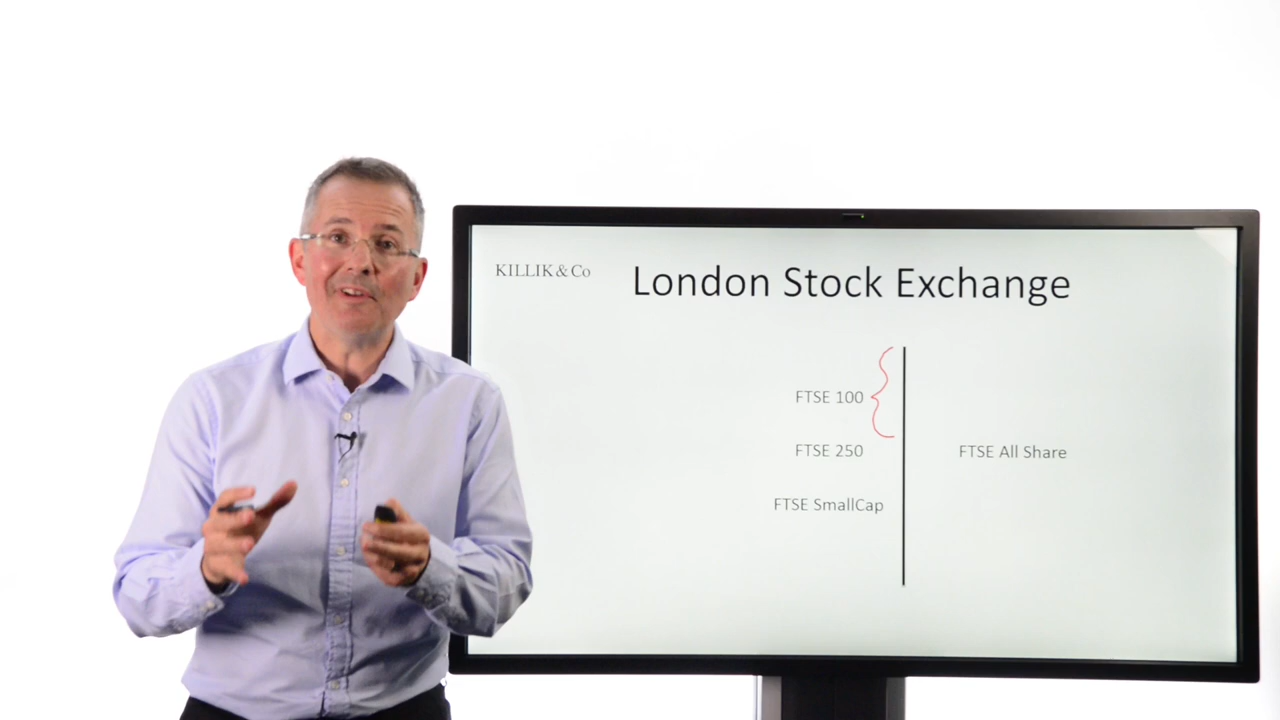 KILLIK & Co
London Stock Exchange
FTSE 100
FTSE 250
FTSE All Share
FTSE SmallCap